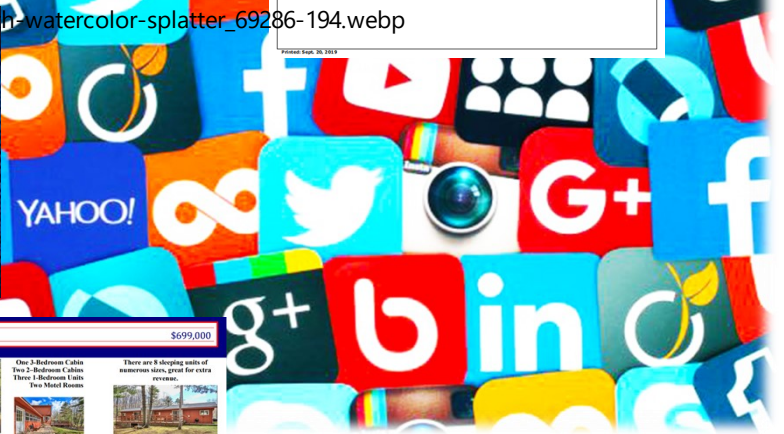 h-watercolor-splatter_69286-194.webp
Printed: Sept. 20, 2019
YAHOO!
G+
g+
in
$699,000
One 3-Bedroom Cabin
Two 2-Bedroom Cabins
Three 1-Bedroom Units
Two Motel Rooms
There are 8 sleeping units of
numerous sizes, great for extra
revenue.